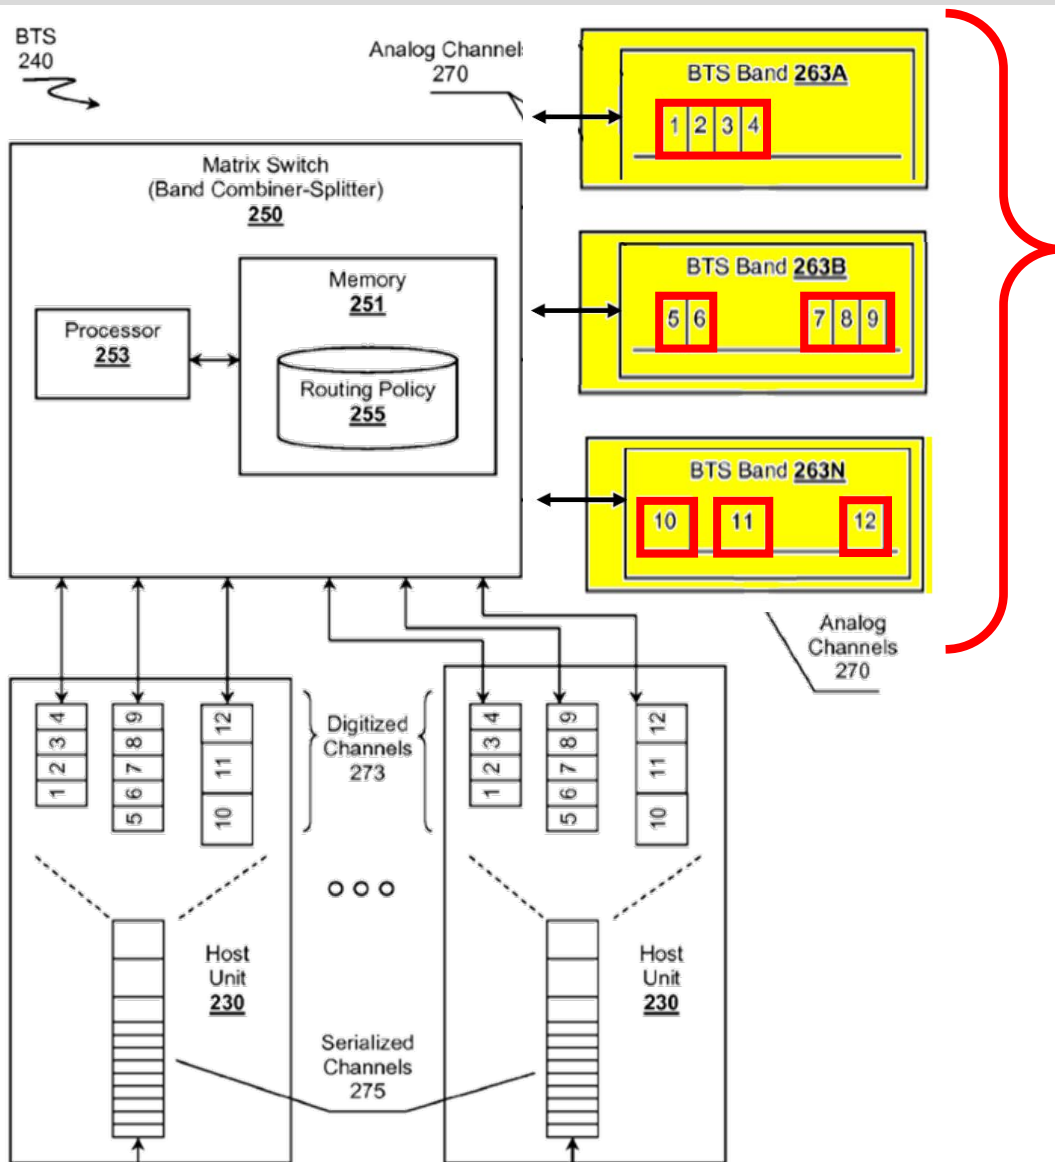 BTS
240
Analog Channel
270
BTS Band 263A
1 2 3 4
Matrix Switch
(Band Combiner-Splitter)
250
Memory
251
Processor
253
Routing Policy
255
BTS Band 263B
5 6 7 8 9
BTS Band 263N
10 11 12
Analog
Channels
270
4
3
2
1
9
8
7
6
5
12
11
10
Digitized
Channels
273
4
3
2
1
9
8
7
6
5
12
11
10
Host
Unit
230
Host
Unit
230
Serialized
Channels
275